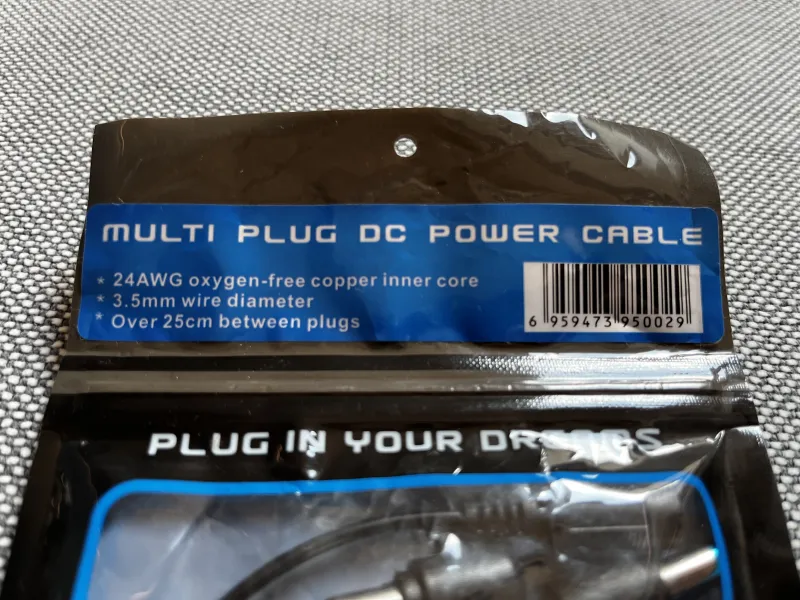 MULTI PLUG DC POWER CABLE
* 24AWG oxygen-free copper inner core
* 3.5mm wire diameter
* Over 25cm between plugs
6 959473 950029
PLUG IN YOUR DREAMS